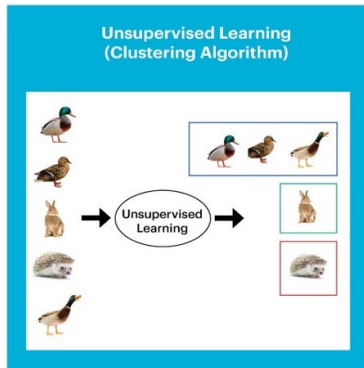 Unsupervised Learning
(Clustering Algorithm)
Unsupervised
Learning